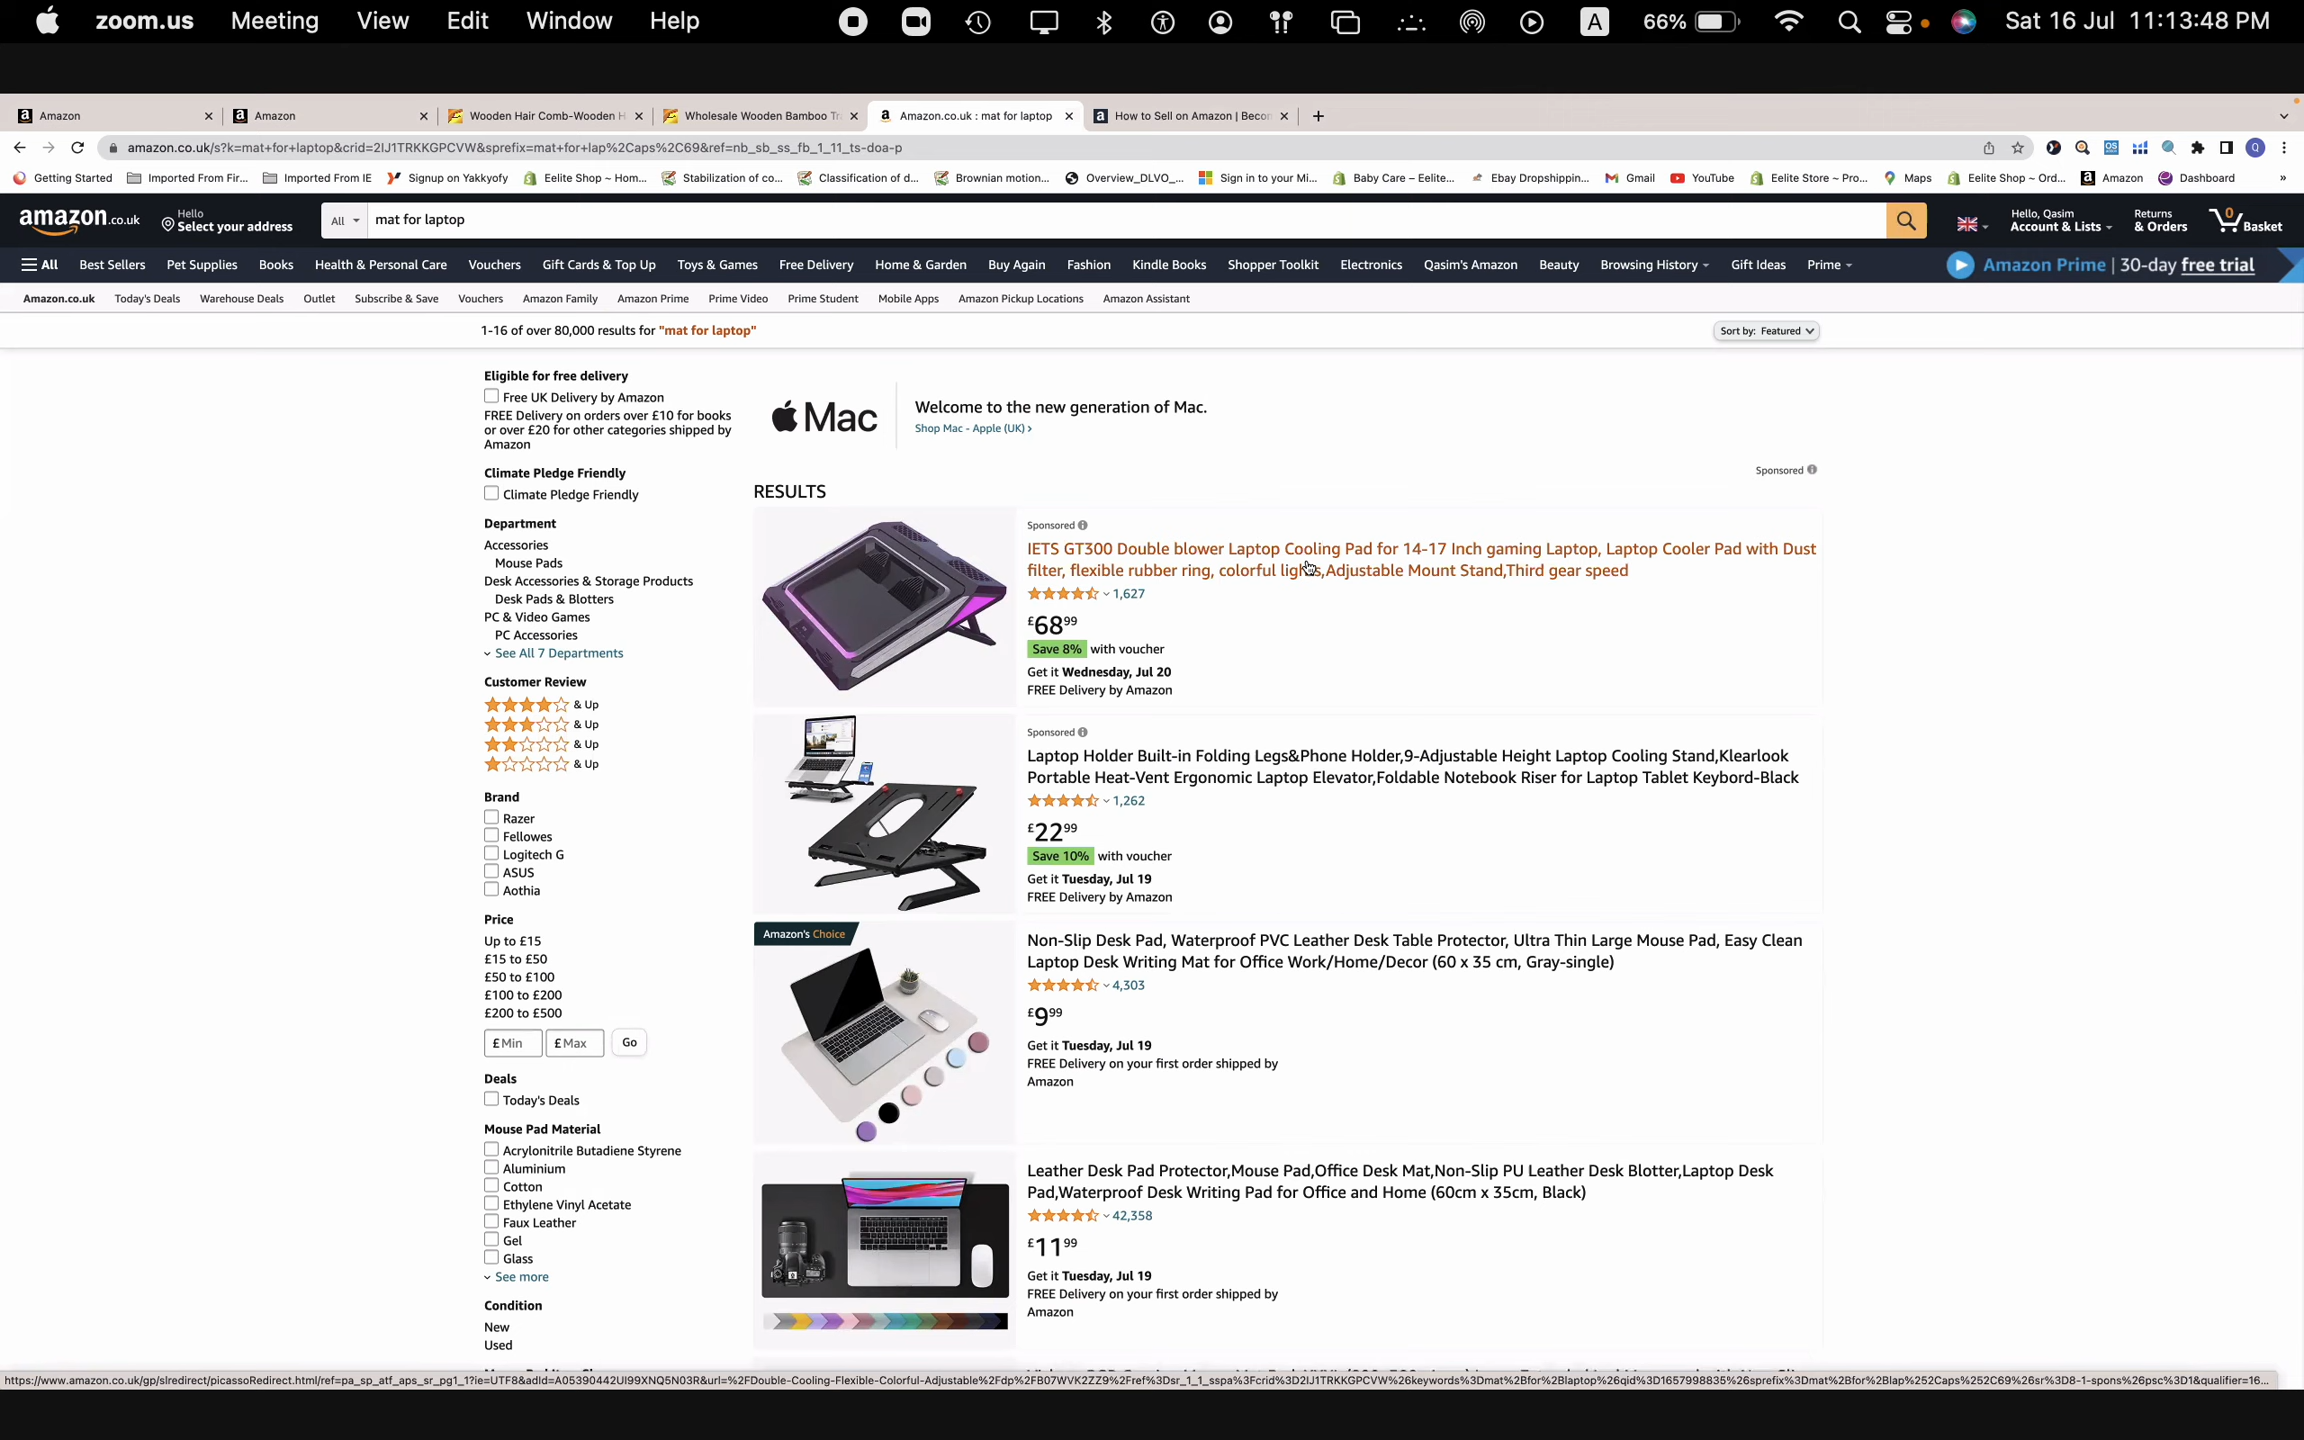 zoom.us Meeting View Edit Window Help A 66% Sat 16 Jul 11:13:48 PM
Amazon Amazon Wooden Hair Comb-Wooden H Wholesale Wooden Bamboo Tr Amazon.co.uk : mat for laptop How to Sell on Amazon | Becom
amazon.co.uk/s?k=mat+for+laptop&crid=2IJ1TRKKGPCVW&sprefix=mat+for+lap%2Caps%2C69&ref=nb_sb_ss_fb_1_11_ts-doa-p
Getting Started Imported From Fir... Imported From IE Signup on Yakkyofy Eelite Shop ~ Hom... Stabilization of co... Classification of d... Brownian motion... Overview_DLVO_... Sign in to your Mi... Baby Care – Eelite... Ebay Dropshippin... Gmail YouTube Eelite Store ~ Pro... Maps Eelite Shop ~ Ord... Amazon Dashboard »
amazon.co.uk Hello Select your address All mat for laptop Hello, Qasim Account & Lists Returns & Orders 0 Basket
All Best Sellers Pet Supplies Books Health & Personal Care Vouchers Gift Cards & Top Up Toys & Games Free Delivery Home & Garden Buy Again Fashion Kindle Books Shopper Toolkit Electronics Qasim's Amazon Beauty Browsing History Gift Ideas Prime Amazon Prime | 30-day free trial
Amazon.co.uk Today's Deals Warehouse Deals Outlet Subscribe & Save Vouchers Amazon Family Amazon Prime Prime Video Prime Student Mobile Apps Amazon Pickup Locations Amazon Assistant
1-16 of over 80,000 results for "mat for laptop" Sort by: Featured
Eligible for free delivery
Free UK Delivery by Amazon
FREE Delivery on orders over £10 for books
or over £20 for other categories shipped by
Amazon
Climate Pledge Friendly
Climate Pledge Friendly
Department
Accessories
Mouse Pads
Desk Accessories & Storage Products
Desk Pads & Blotters
PC & Video Games
PC Accessories
See All 7 Departments
Customer Review
& Up
& Up
& Up
& Up
Brand
Razer
Fellowes
Logitech G
ASUS
Aothia
Price
Up to £15
£15 to £50
£50 to £100
£100 to £200
£200 to £500
£ Min £ Max Go
Deals
Today's Deals
Mouse Pad Material
Acrylonitrile Butadiene Styrene
Aluminium
Cotton
Ethylene Vinyl Acetate
Faux Leather
Gel
Glass
See more
Condition
New
Used
Mac
Welcome to the new generation of Mac.
Shop Mac - Apple (UK) ›
Sponsored
RESULTS
Sponsored
IETS GT300 Double blower Laptop Cooling Pad for 14-17 Inch gaming Laptop, Laptop Cooler Pad with Dust
filter, flexible rubber ring, colorful lights,Adjustable Mount Stand,Third gear speed
1,627
£68.99
Save 8% with voucher
Get it Wednesday, Jul 20
FREE Delivery by Amazon
Sponsored
Laptop Holder Built-in Folding Legs&Phone Holder,9-Adjustable Height Laptop Cooling Stand,Klearlook
Portable Heat-Vent Ergonomic Laptop Elevator,Foldable Notebook Riser for Laptop Tablet Keybord-Black
1,262
£22.99
Save 10% with voucher
Get it Tuesday, Jul 19
FREE Delivery by Amazon
Amazon's Choice
Non-Slip Desk Pad, Waterproof PVC Leather Desk Table Protector, Ultra Thin Large Mouse Pad, Easy Clean
Laptop Desk Writing Mat for Office Work/Home/Decor (60 x 35 cm, Gray-single)
4,303
£9.99
Get it Tuesday, Jul 19
FREE Delivery on your first order shipped by
Amazon
Leather Desk Pad Protector,Mouse Pad,Office Desk Mat,Non-Slip PU Leather Desk Blotter,Laptop Desk
Pad,Waterproof Desk Writing Pad for Office and Home (60cm x 35cm, Black)
42,358
£11.99
Get it Tuesday, Jul 19
FREE Delivery on your first order shipped by
Amazon
https://www.amazon.co.uk/gp/slredirect/picassoRedirect.html/ref=pa_sp_atf_aps_sr_pg1_1?ie=UTF8&adId=A05390442UI99XNQ5N03R&url=%2FDouble-Cooling-Flexible-Colorful-Adjustable%2Fdp%2FB07WVK2ZZ9%2Fref%3Dsr_1_1_sspa%3Fcrid%3D2IJ1TRKKGPCVW%26keywords%3Dmat%2Bfor%2Blaptop%26qid%3D1657998835%26sprefix%3Dmat%2Bfor%2Blap%252Caps%252C69%26sr%3D8-1-spons%26psc%3D1&qualifier=16...